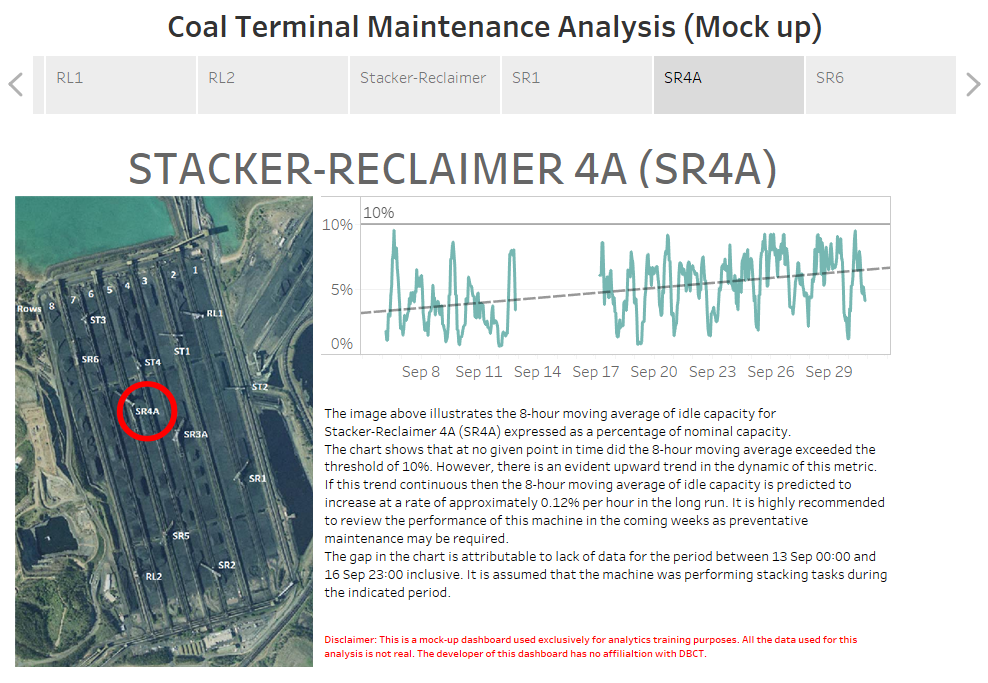 Coal Terminal Maintenance Analysis (Mock up)
RL1
RL2
Stacker-Reclaimer
SR1
SR4A
SR6
STACKER-RECLAIMER 4A (SR4A)
Rows 8 7 6 5 4 3 2 1
ST3
RL1
SR6
ST1
ST4
ST2
SR4A
SR3A
SR1
SR5
SR2
RL2
10%
10%
5%
0%
Sep 8 Sep 11 Sep 14 Sep 17 Sep 20 Sep 23 Sep 26 Sep 29
The image above illustrates the 8-hour moving average of idle capacity for
Stacker-Reclaimer 4A (SR4A) expressed as a percentage of nominal capacity.
The chart shows that at no given point in time did the 8-hour moving average exceeded the
threshold of 10%. However, there is an evident upward trend in the dynamic of this metric.
If this trend continuous then the 8-hour moving average of idle capacity is predicted to
increase at a rate of approximately 0.12% per hour in the long run. It is highly recommended
to review the performance of this machine in the coming weeks as preventative
maintenance may be required.
The gap in the chart is attributable to lack of data for the period between 13 Sep 00:00 and
16 Sep 23:00 inclusive. It is assumed that the machine was performing stacking tasks during
the indicated period.
Disclaimer: This is a mock-up dashboard used exclusively for analytics training purposes. All the data used for this
analysis is not real. The developer of this dashboard has no affilialtion with DBCT.